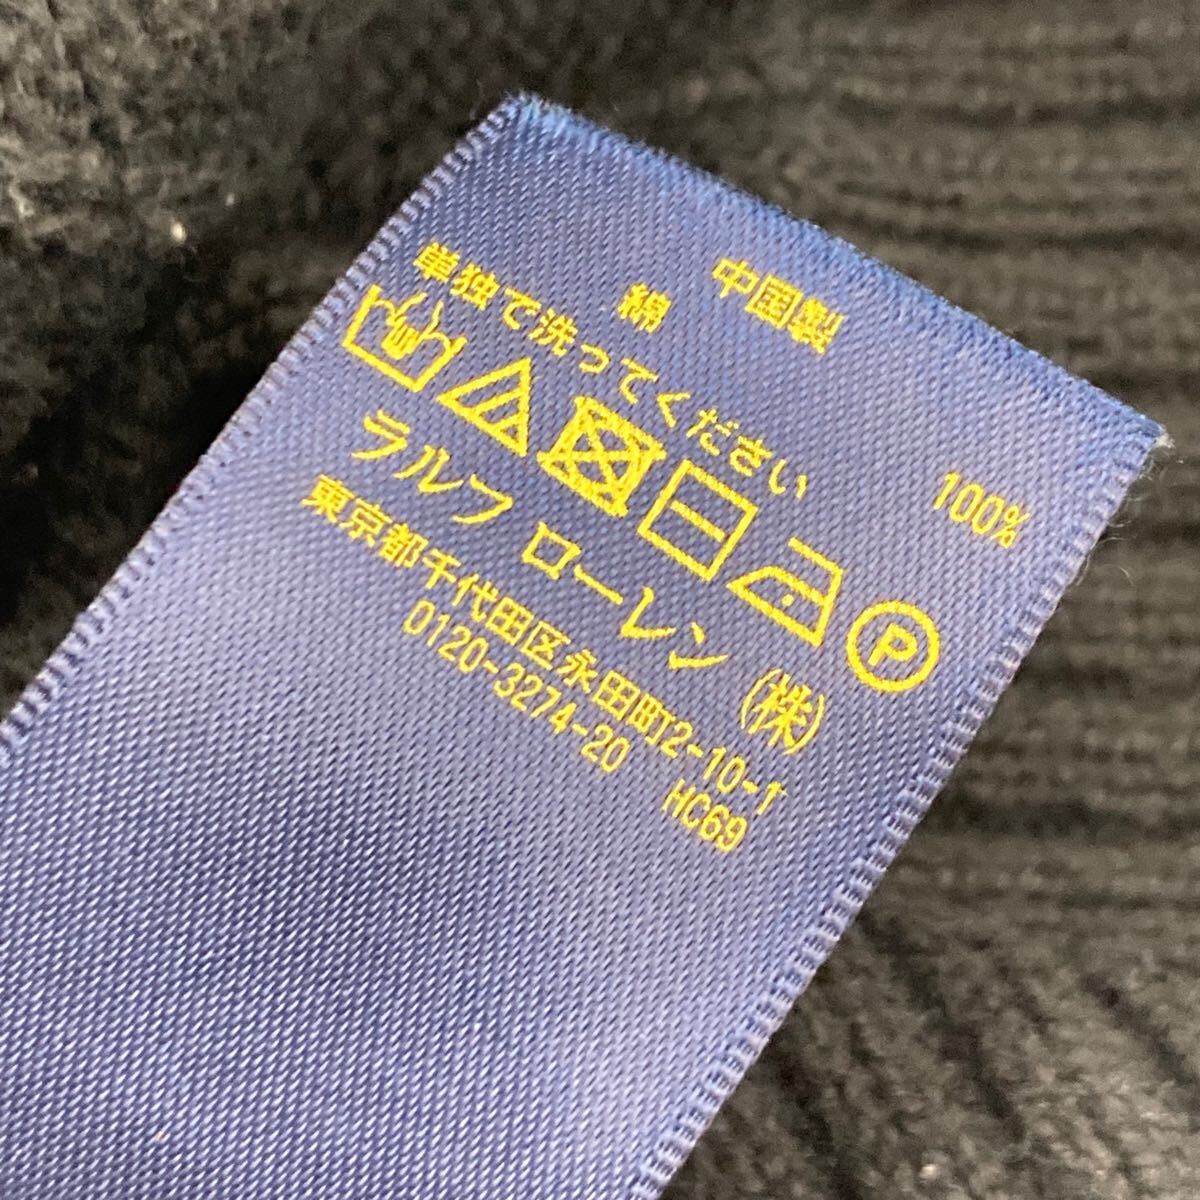 中国製
綿 100%
単独で洗ってください
P
ラルフ ローレン (株)
東京都千代田区永田町2-10-1
0120-3274-20 HC69